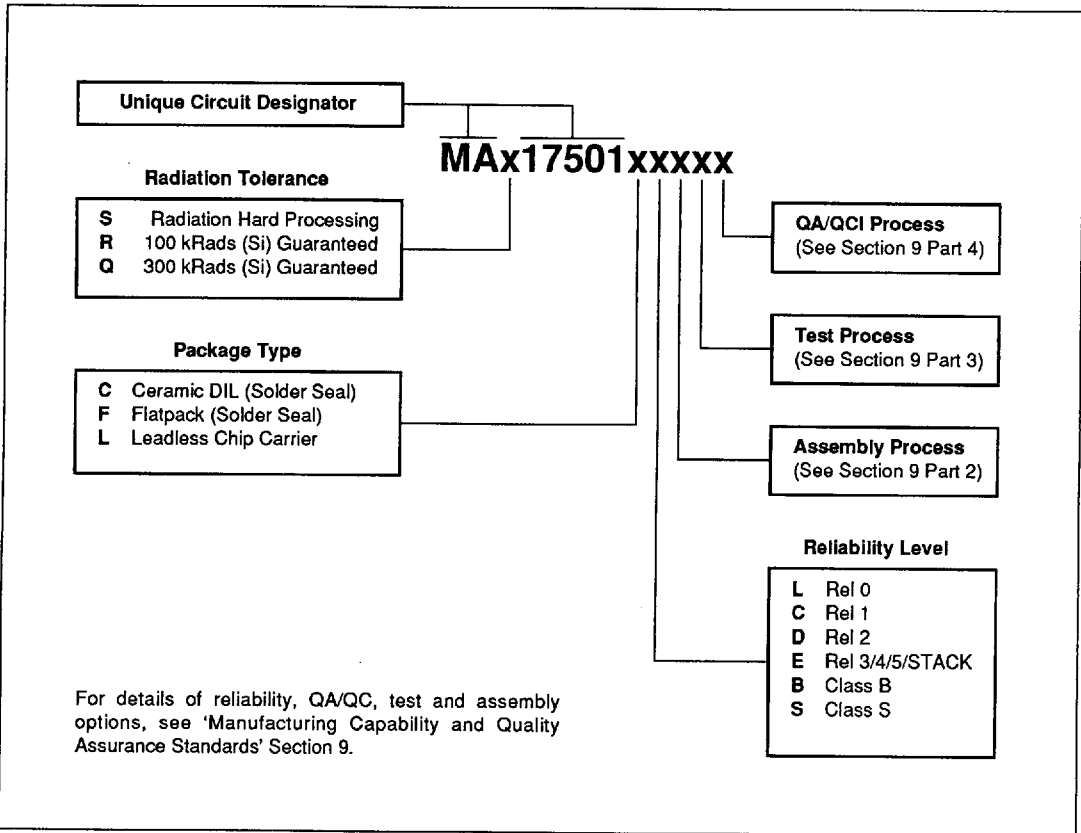 Unique Circuit Designator
MAx17501xxxxx
Radiation Tolerance
S Radiation Hard Processing
R 100 kRads (Si) Guaranteed
Q 300 kRads (Si) Guaranteed
Package Type
C Ceramic DIL (Solder Seal)
F Flatpack (Solder Seal)
L Leadless Chip Carrier
QA/QCI Process
(See Section 9 Part 4)
Test Process
(See Section 9 Part 3)
Assembly Process
(See Section 9 Part 2)
Reliability Level
L Rel 0
C Rel 1
D Rel 2
E Rel 3/4/5/STACK
B Class B
S Class S
For details of reliability, QA/QC, test and assembly
options, see 'Manufacturing Capability and Quality
Assurance Standards' Section 9.